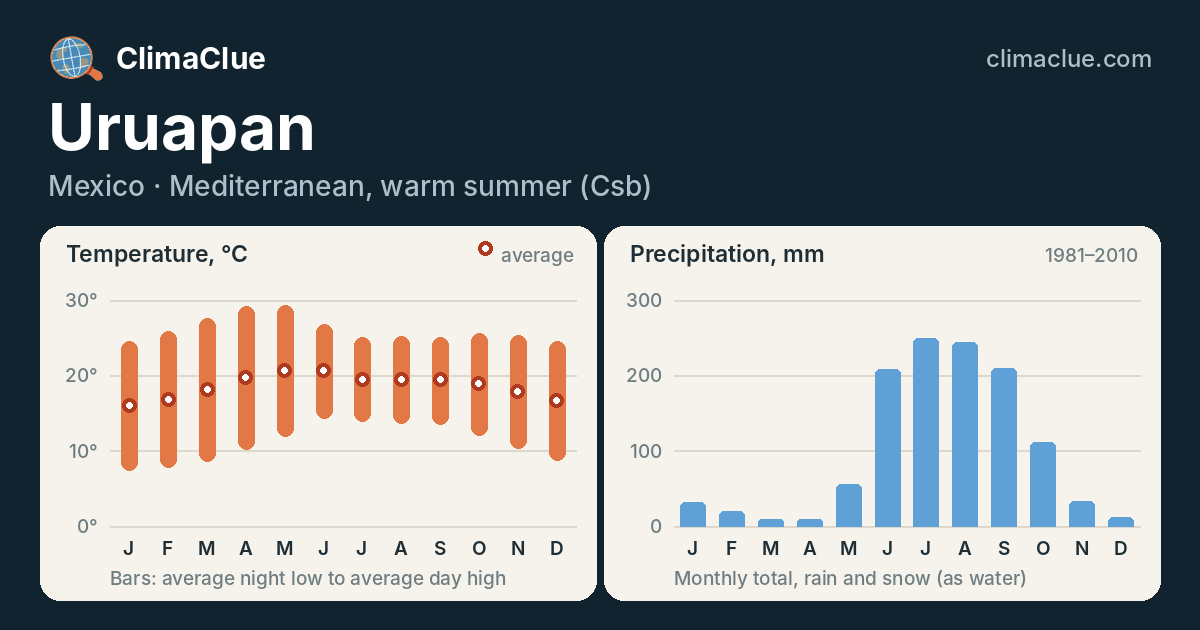 ClimaClue
climaclue.com
Uruapan
Mexico · Mediterranean, warm summer (Csb)
Temperature, °C
average
30°
20°
10°
0°
J F M A M J J A S O N D
Bars: average night low to average day high
Precipitation, mm
1981–2010
300
200
100
0
J F M A M J J A S O N D
Monthly total, rain and snow (as water)